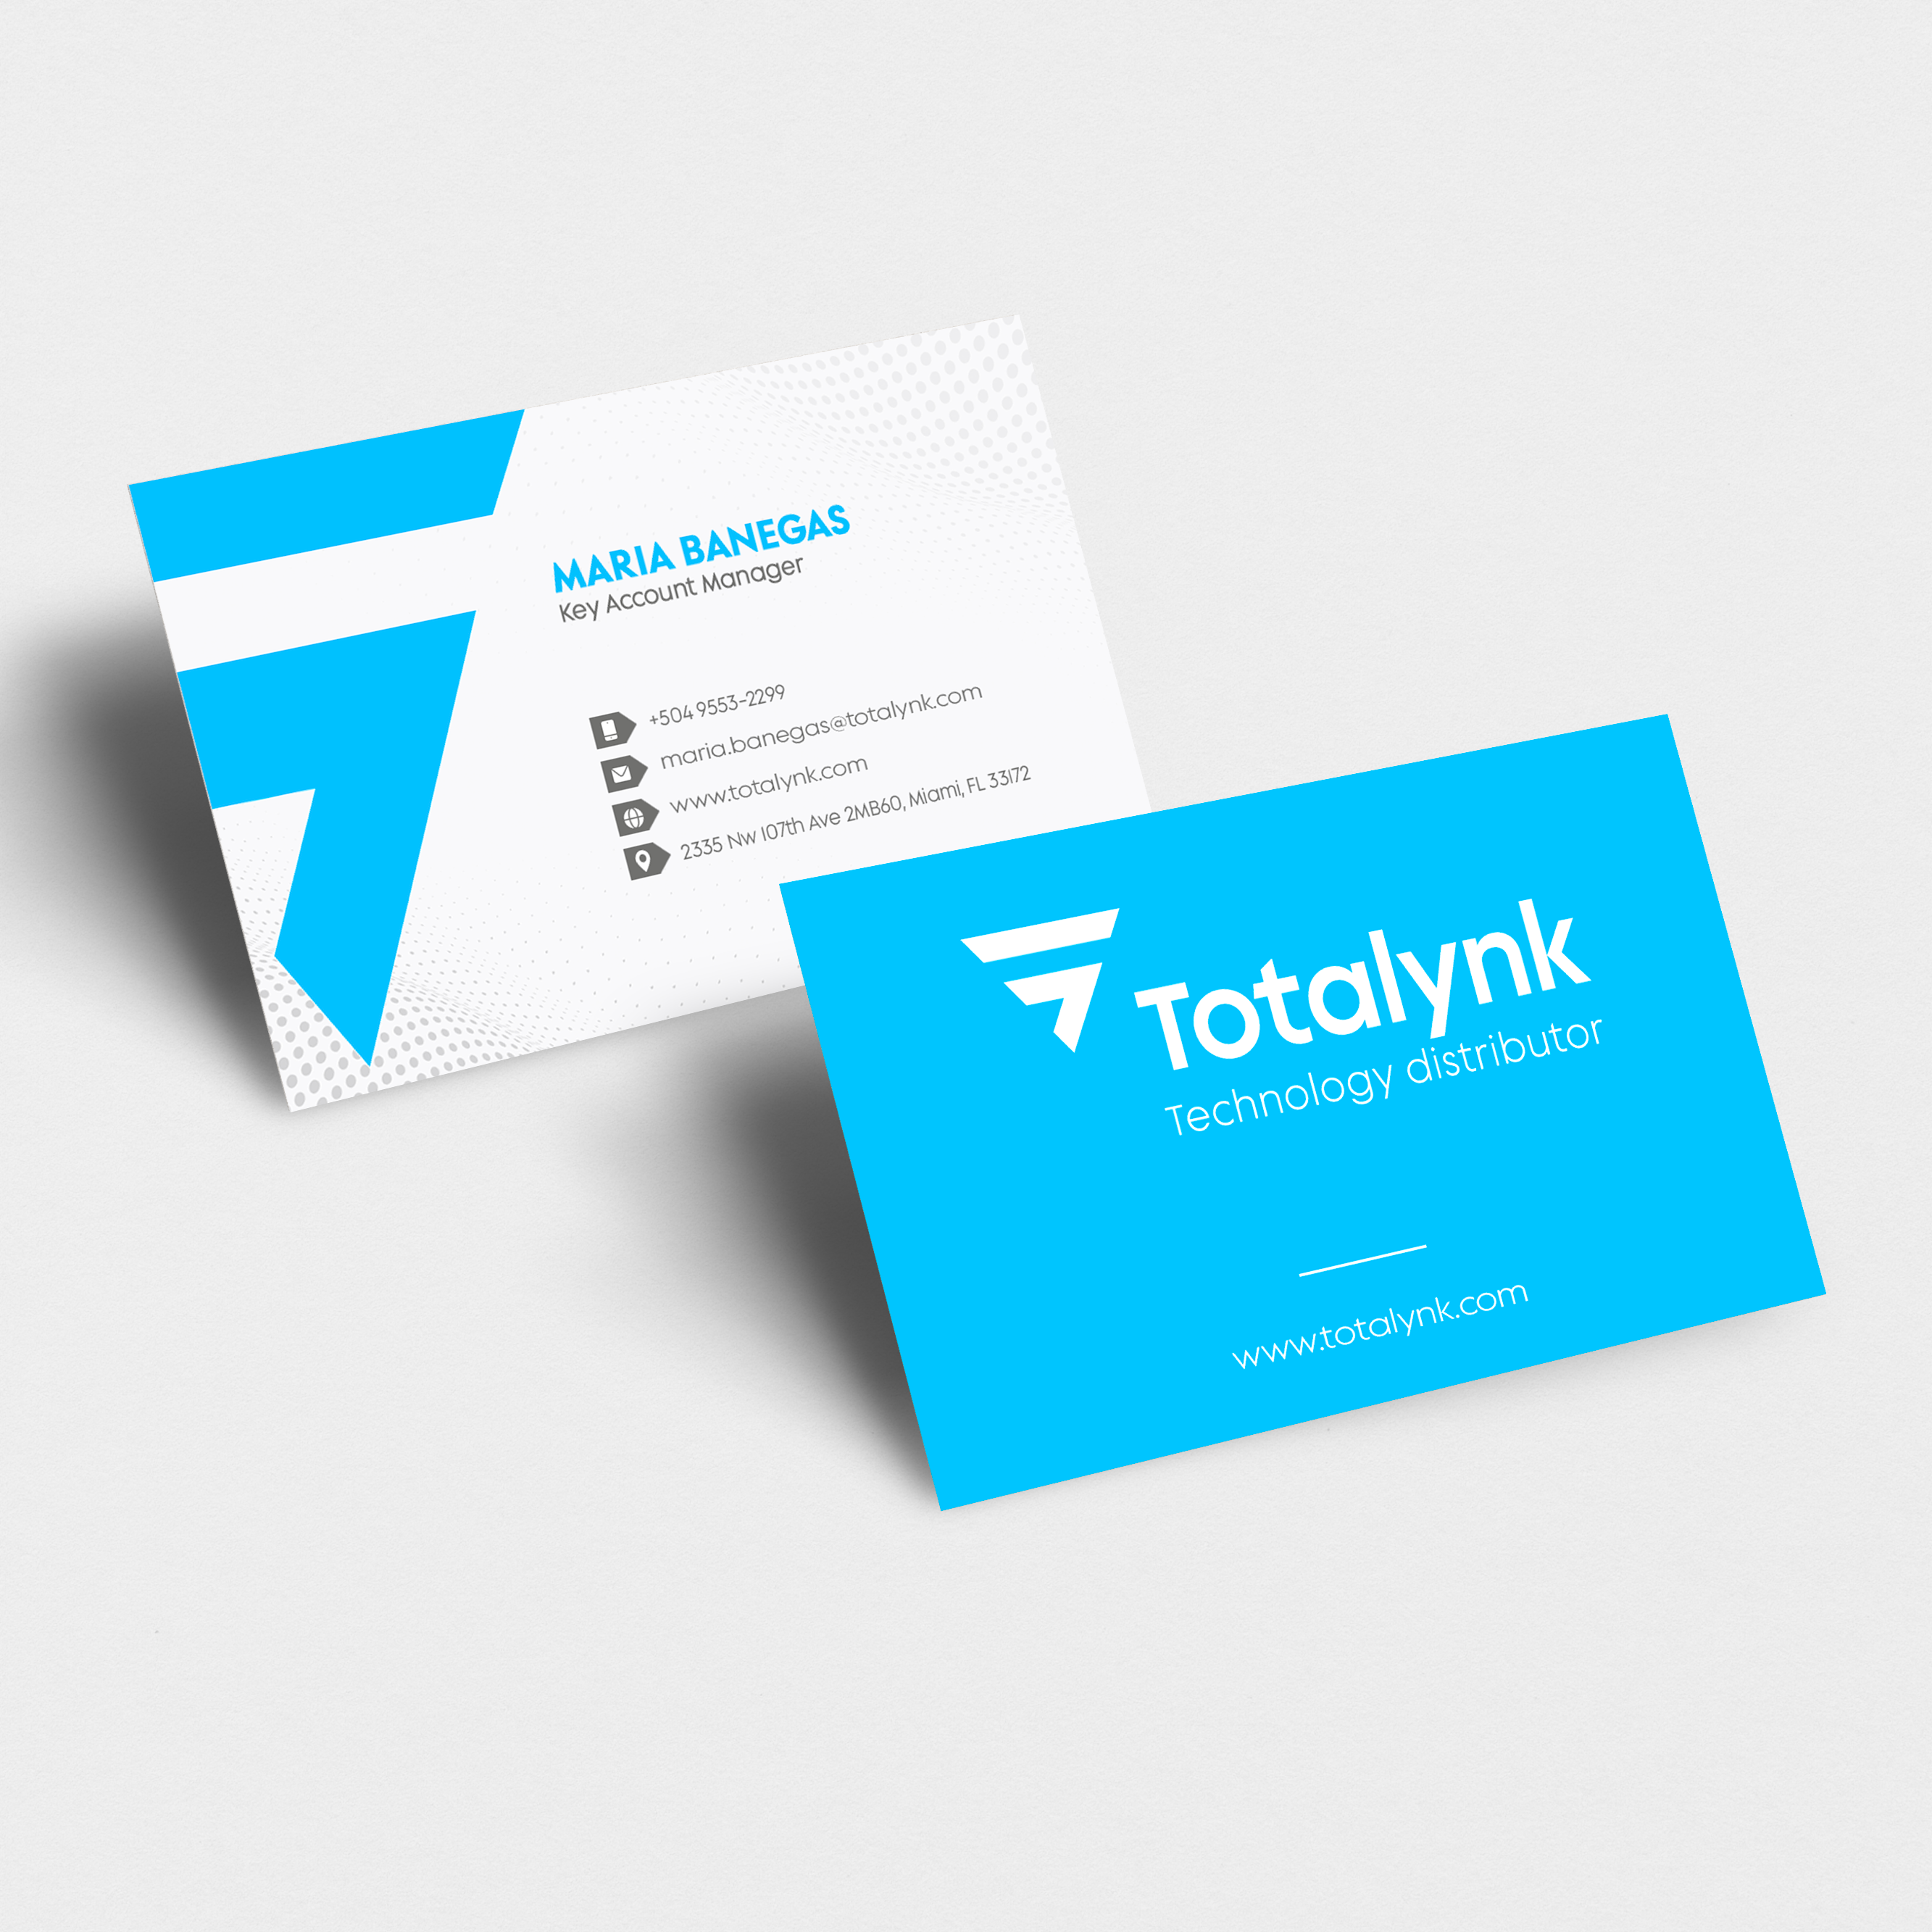 MARIA BANEGAS
Key Account Manager
+504 9553-2299
maria.banegas@totalynk.com
www.totalynk.com
2335 Nw 107th Ave 2MB60, Miami, FL 33172
Totalynk
Technology distributor
www.totalynk.com